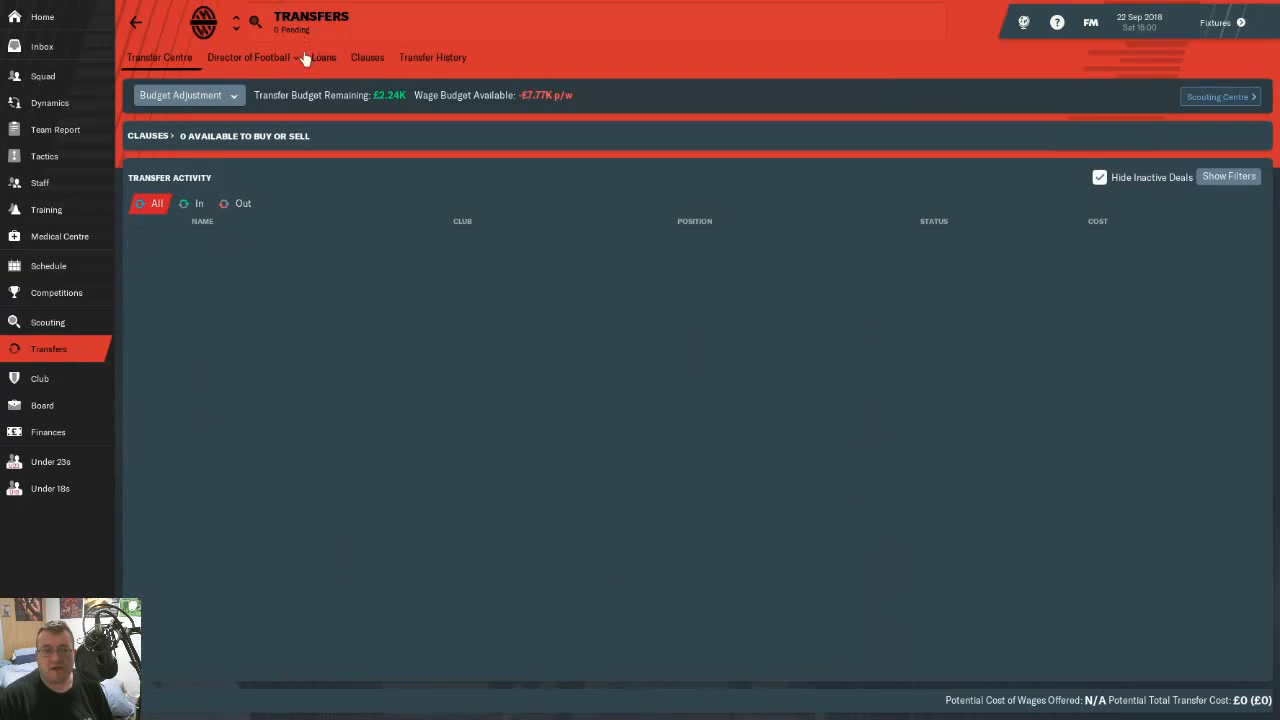 Home
Inbox
Squad
Dynamics
Team Report
Tactics
Staff
Training
Medical Centre
Schedule
Competitions
Scouting
Transfers
Club
Board
Finances
U23 Under 23s
U18 Under 18s
TRANSFERS
0 Pending
FM
22 Sep 2018
Sat 15:00
Fixtures
Transfer Centre Director of Football Loans Clauses Transfer History
Budget Adjustment Transfer Budget Remaining: £2.24K Wage Budget Available: -£7.77K p/w Scouting Centre >
CLAUSES > 0 AVAILABLE TO BUY OR SELL
TRANSFER ACTIVITY Hide Inactive Deals Show Filters
All In Out
NAME CLUB POSITION STATUS COST
Potential Cost of Wages Offered: N/A Potential Total Transfer Cost: £0 (£0)